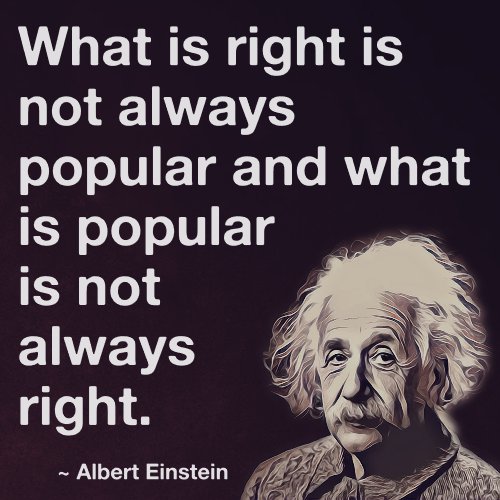 What is right is
not always
popular and what
is popular
is not
always
right.
~ Albert Einstein